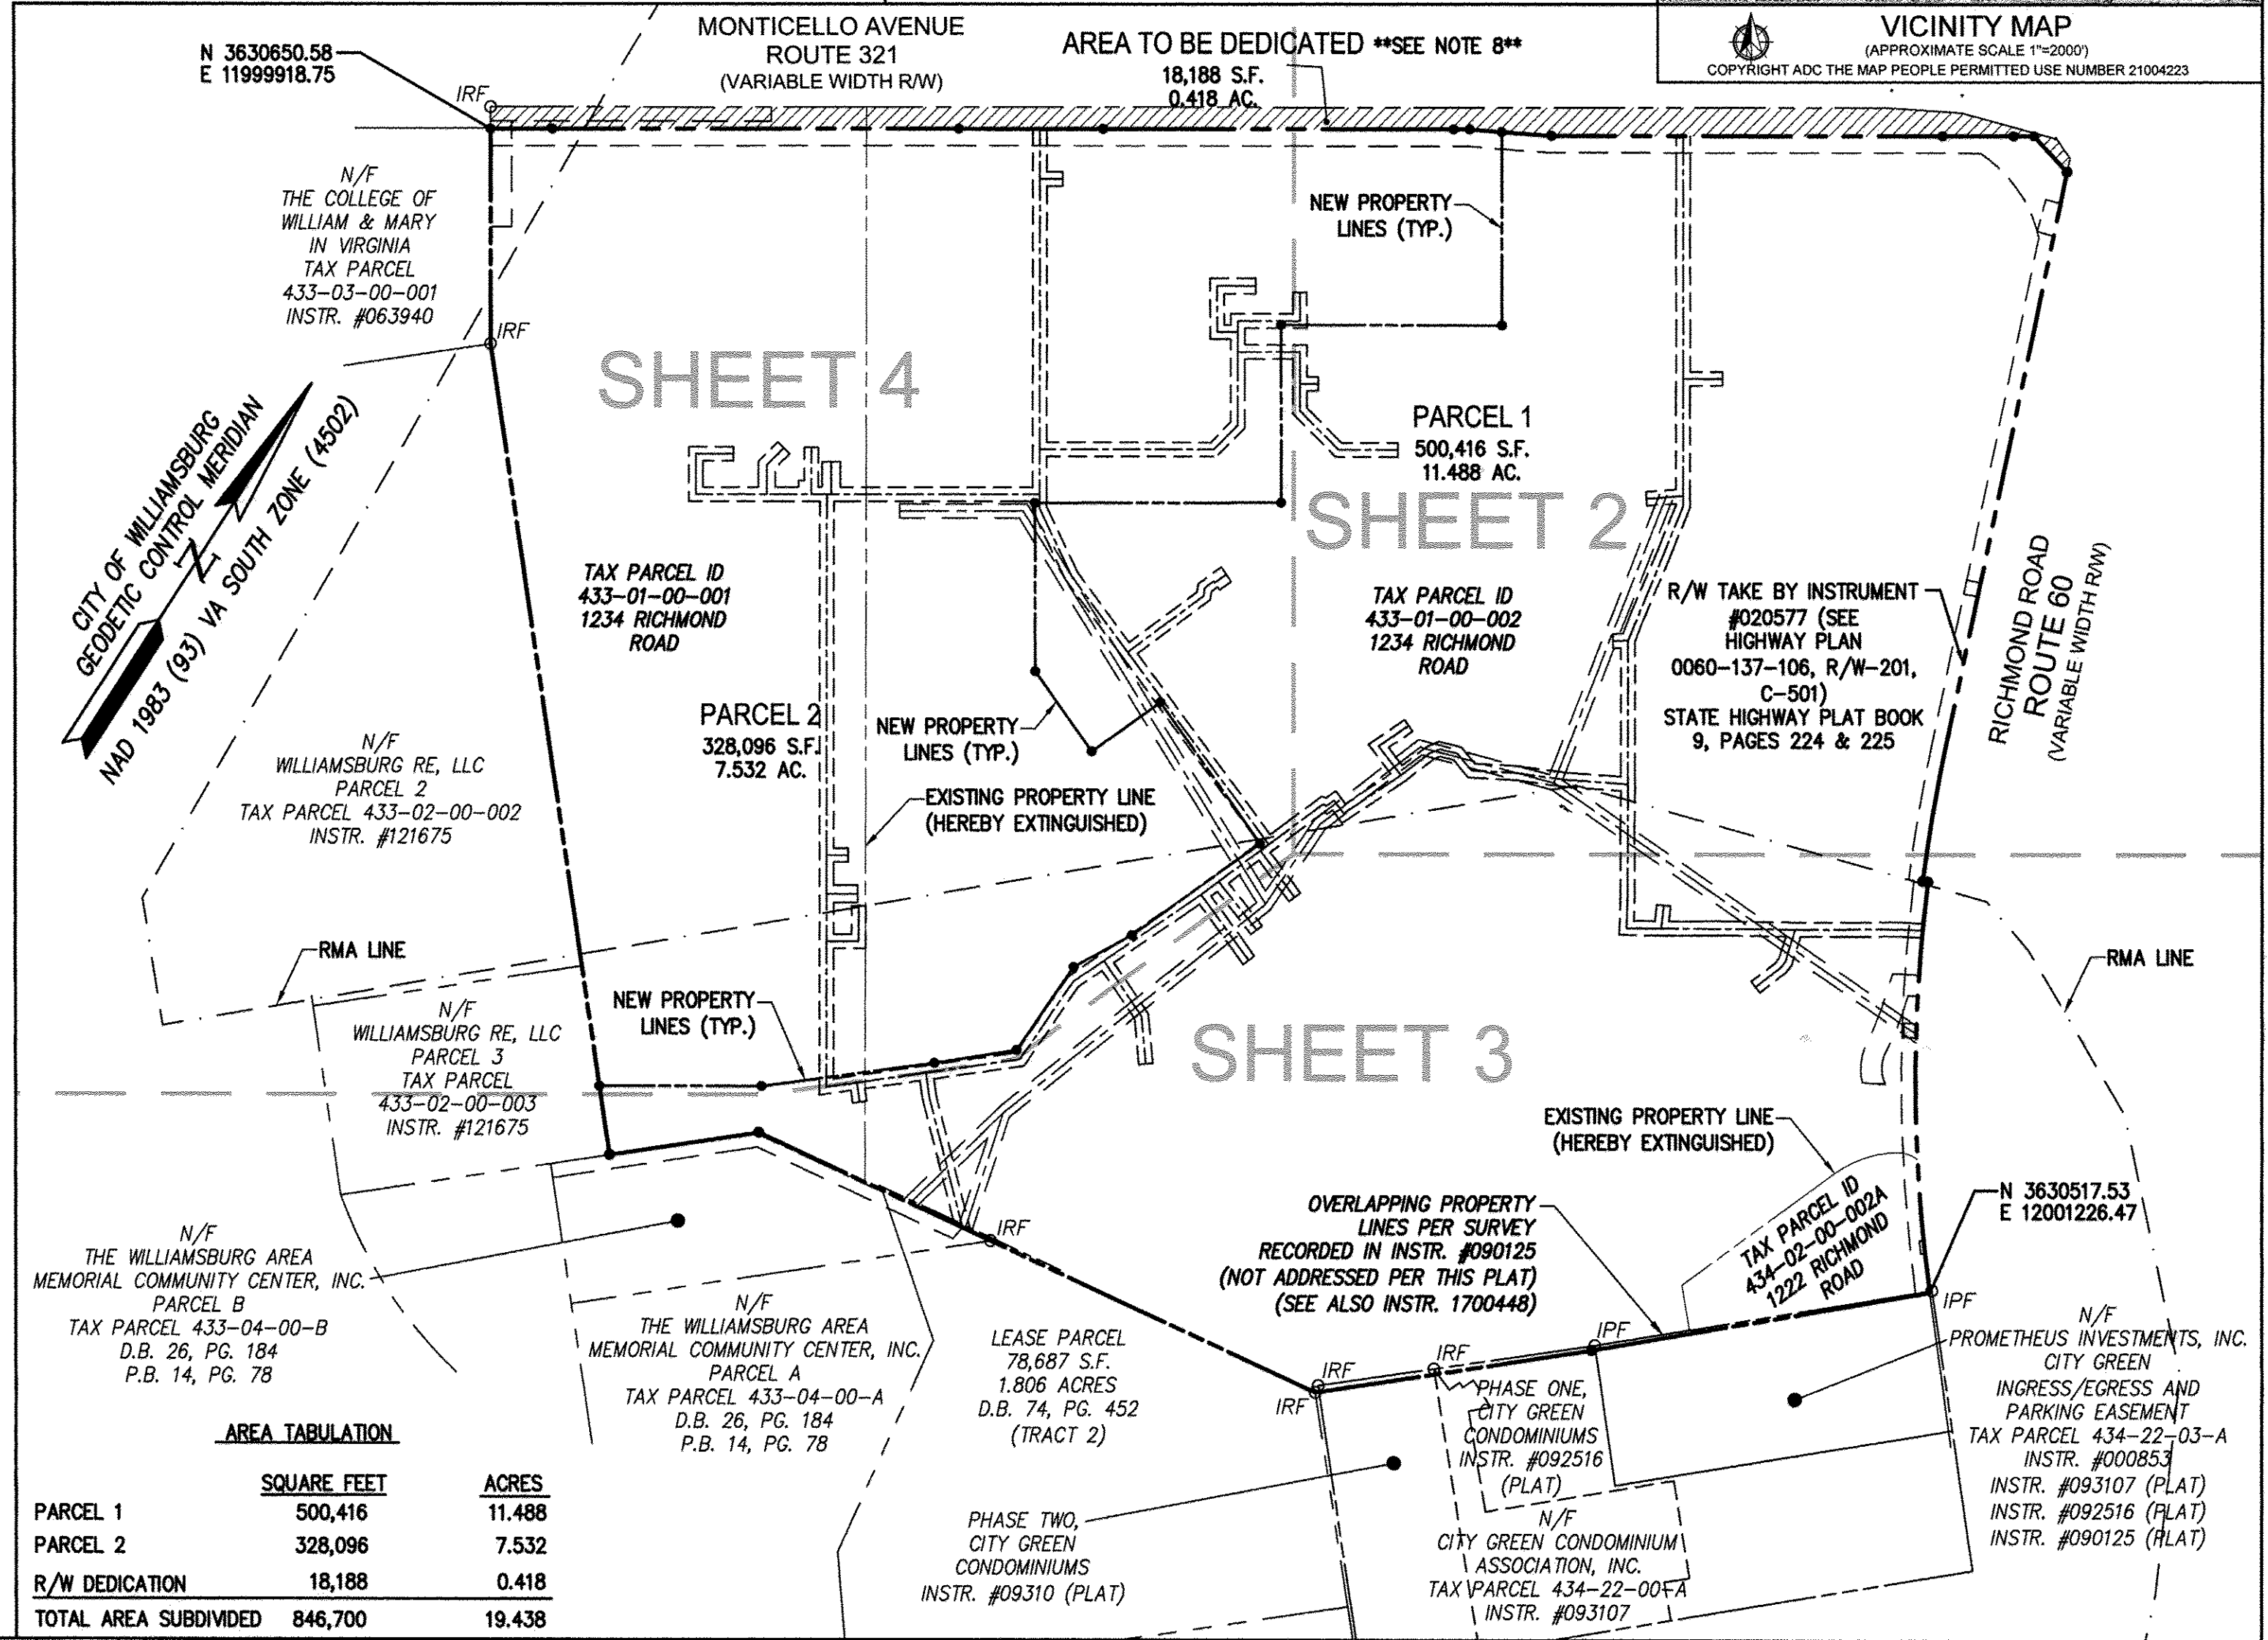 VICINITY MAP
(APPROXIMATE SCALE 1"=2000')
COPYRIGHT ADC THE MAP PEOPLE PERMITTED USE NUMBER 21004223
MONTICELLO AVENUE
ROUTE 321
(VARIABLE WIDTH R/W)
AREA TO BE DEDICATED **SEE NOTE 8**
18,188 S.F.
0.418 AC.
N 3630650.58
E 11999918.75
IRF
N/F
THE COLLEGE OF
WILLIAM & MARY
IN VIRGINIA
TAX PARCEL
433-03-00-001
INSTR. #063940
IRF
NEW PROPERTY
LINES (TYP.)
SHEET 4
PARCEL 1
500,416 S.F.
11.488 AC.
SHEET 2
CITY OF WILLIAMSBURG
GEODETIC CONTROL MERIDIAN
N
NAD 1983 (93) VA SOUTH ZONE (4502)
TAX PARCEL ID
433-01-00-001
1234 RICHMOND
ROAD
TAX PARCEL ID
433-01-00-002
1234 RICHMOND
ROAD
R/W TAKE BY INSTRUMENT
#020577 (SEE
HIGHWAY PLAN
0060-137-106, R/W-201,
C-501)
STATE HIGHWAY PLAT BOOK
9, PAGES 224 & 225
RICHMOND ROAD
ROUTE 60
(VARIABLE WIDTH R/W)
PARCEL 2
328,096 S.F.
7.532 AC.
NEW PROPERTY
LINES (TYP.)
EXISTING PROPERTY LINE
(HEREBY EXTINGUISHED)
N/F
WILLIAMSBURG RE, LLC
PARCEL 2
TAX PARCEL 433-02-00-002
INSTR. #121675
RMA LINE
RMA LINE
N/F
WILLIAMSBURG RE, LLC
PARCEL 3
TAX PARCEL
433-02-00-003
INSTR. #121675
NEW PROPERTY
LINES (TYP.)
SHEET 3
EXISTING PROPERTY LINE
(HEREBY EXTINGUISHED)
TAX PARCEL ID
434-02-00-002A
1222 RICHMOND
ROAD
N 3630517.53
E 12001226.47
OVERLAPPING PROPERTY
LINES PER SURVEY
RECORDED IN INSTR. #090125
(NOT ADDRESSED PER THIS PLAT)
(SEE ALSO INSTR. 1700448)
N/F
THE WILLIAMSBURG AREA
MEMORIAL COMMUNITY CENTER, INC.
PARCEL B
TAX PARCEL 433-04-00-B
D.B. 26, PG. 184
P.B. 14, PG. 78
IRF
N/F
THE WILLIAMSBURG AREA
MEMORIAL COMMUNITY CENTER, INC.
PARCEL A
TAX PARCEL 433-04-00-A
D.B. 26, PG. 184
P.B. 14, PG. 78
LEASE PARCEL
78,687 S.F.
1.806 ACRES
D.B. 74, PG. 452
(TRACT 2)
IRF
IRF
IRF
IPF
IPF
PHASE ONE,
CITY GREEN
CONDOMINIUMS
INSTR. #092516
(PLAT)
N/F
PROMETHEUS INVESTMENTS, INC.
CITY GREEN
INGRESS/EGRESS AND
PARKING EASEMENT
TAX PARCEL 434-22-03-A
INSTR. #000853
INSTR. #093107 (PLAT)
INSTR. #092516 (PLAT)
INSTR. #090125 (PLAT)
PHASE TWO,
CITY GREEN
CONDOMINIUMS
INSTR. #09310 (PLAT)
N/F
CITY GREEN CONDOMINIUM
ASSOCIATION, INC.
TAX PARCEL 434-22-00-A
INSTR. #093107
AREA TABULATION
SQUARE FEET ACRES
PARCEL 1 500,416 11.488
PARCEL 2 328,096 7.532
R/W DEDICATION 18,188 0.418
TOTAL AREA SUBDIVIDED 846,700 19.438